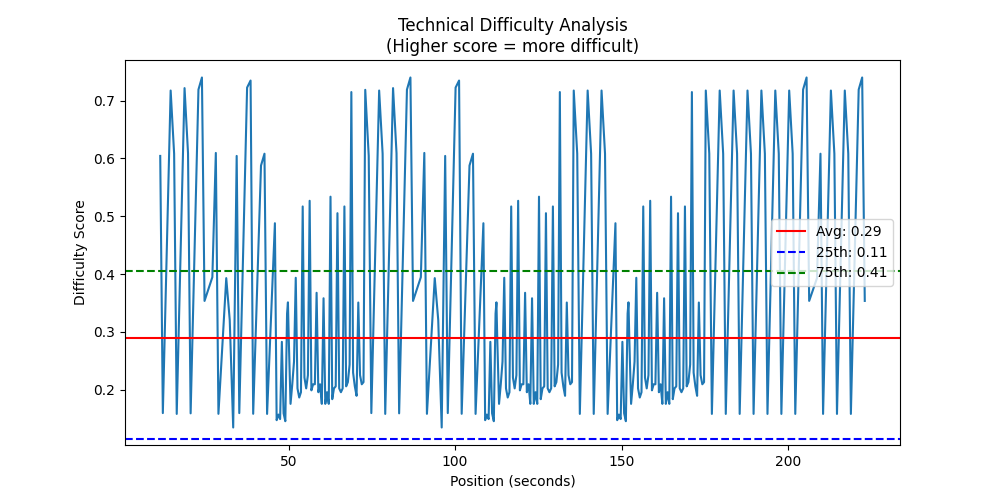 Technical Difficulty Analysis
(Higher score = more difficult)
Difficulty Score
0.7
0.6
0.5
0.4
0.3
0.2
Avg: 0.29
25th: 0.11
75th: 0.41
50
100
150
200
Position (seconds)